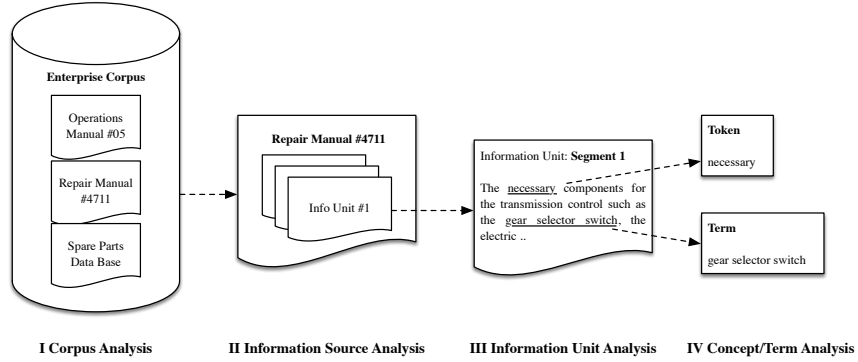 Enterprise Corpus
Operations
Manual #05
Repair Manual
#4711
Spare Parts
Data Base
Repair Manual #4711
Info Unit #1
Information Unit: Segment 1
The necessary components for
the transmission control such as
the gear selector switch, the
electric ..
Token
necessary
Term
gear selector switch
I Corpus Analysis
II Information Source Analysis
III Information Unit Analysis
IV Concept/Term Analysis